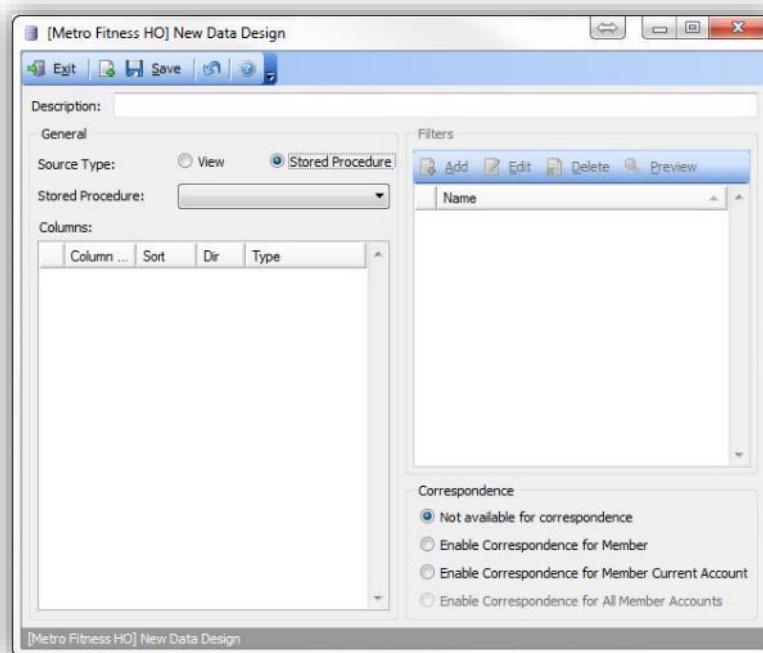 [Metro Fitness HO] New Data Design
Exit Save
Description:
General
Source Type: View Stored Procedure
Stored Procedure:
Columns:
Column ... Sort Dir Type
Filters
Add Edit Delete Preview
Name
Correspondence
Not available for correspondence
Enable Correspondence for Member
Enable Correspondence for Member Current Account
Enable Correspondence for All Member Accounts
[Metro Fitness HO] New Data Design